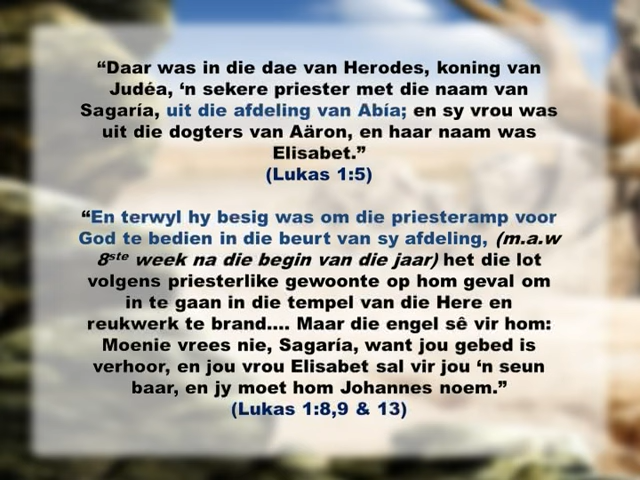 “Daar was in die dae van Herodes, koning van
Judéa, ‘n sekere priester met die naam van
Sagaría, uit die afdeling van Abía; en sy vrou was
uit die dogters van Aäron, en haar naam was
Elisabet.”
(Lukas 1:5)
“En terwyl hy besig was om die priesteramp voor
God te bedien in die beurt van sy afdeling, (m.a.w
8ste week na die begin van die jaar) het die lot
volgens priesterlike gewoonte op hom geval om
in te gaan in die tempel van die Here en
reukwerk te brand…. Maar die engel sê vir hom:
Moenie vrees nie, Sagaría, want jou gebed is
verhoor, en jou vrou Elisabet sal vir jou ‘n seun
baar, en jy moet hom Johannes noem.”
(Lukas 1:8,9 & 13)